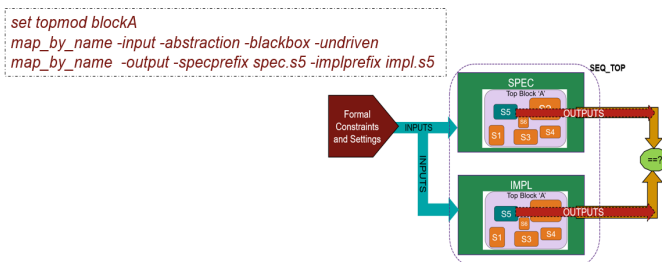 set topmod blockA
map_by_name -input -abstraction -blackbox -undriven
map_by_name -output -specprefix spec.s5 -implprefix impl.s5
SEQ_TOP
SPEC
Top Block 'A'
S5
S6
OUTPUTS
S1
S3
S4
Formal
Constraints
and Settings
INPUTS
INPUTS
==?
IMPL
Top Block 'A'
S5
S6
OUTPUTS
S1
S3
S4